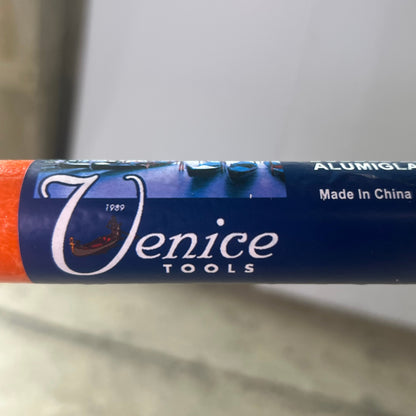 ALUMIGLA
Made In China
1989
Venice
TOOLS